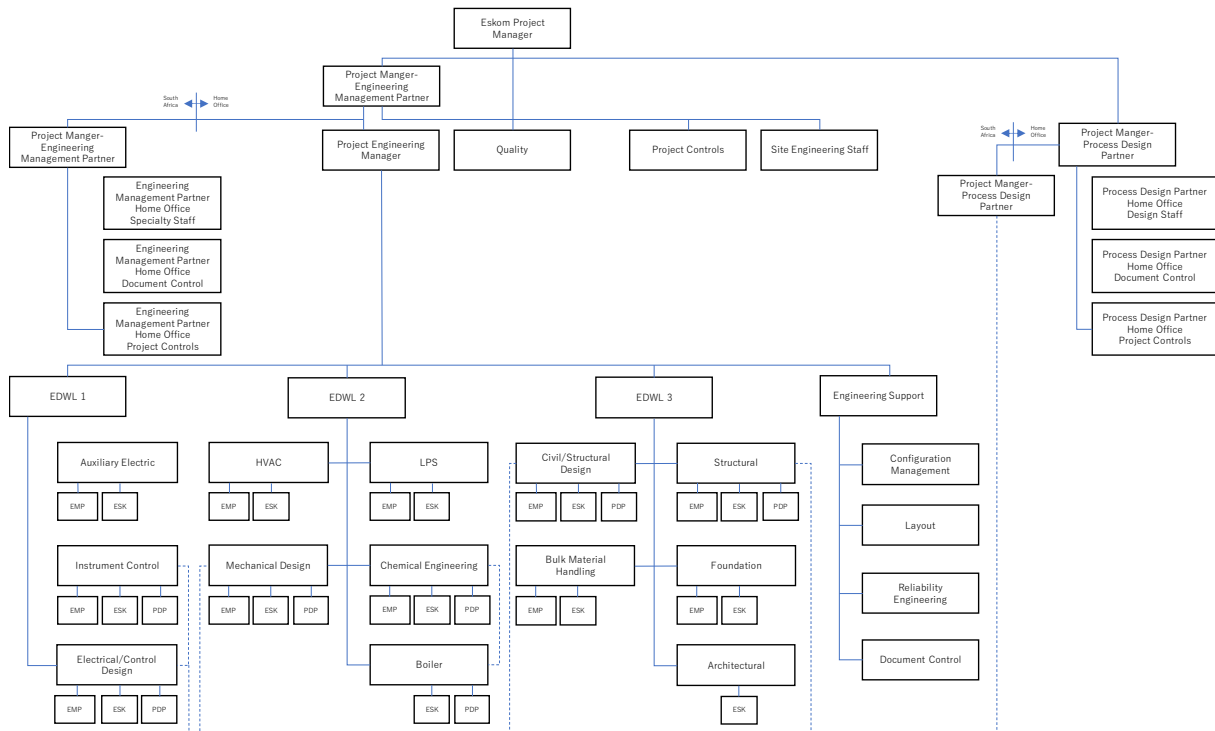 Eskom Project
Manager
Project Manger-
Engineering
Management Partner
South
Africa
Home
Office
Project Manger-
Engineering
Management Partner
Project Engineering
Manager
Quality
Project Controls
Site Engineering Staff
South
Africa
Home
Office
Project Manger-
Process Design
Partner
Project Manger-
Process Design
Partner
Engineering
Management Partner
Home Office
Specialty Staff
Engineering
Management Partner
Home Office
Document Control
Engineering
Management Partner
Home Office
Project Controls
Process Design Partner
Home Office
Design Staff
Process Design Partner
Home Office
Document Control
Process Design Partner
Home Office
Project Controls
EDWL 1
EDWL 2
EDWL 3
Engineering Support
Auxiliary Electric
EMP
ESK
Instrument Control
EMP
ESK
PDP
Electrical/Control
Design
EMP
ESK
PDP
HVAC
EMP
ESK
LPS
EMP
ESK
Mechanical Design
EMP
ESK
PDP
Chemical Engineering
EMP
ESK
PDP
Boiler
ESK
PDP
Civil/Structural
Design
EMP
ESK
PDP
Structural
EMP
ESK
PDP
Bulk Material
Handling
EMP
ESK
Foundation
EMP
ESK
Architectural
ESK
Configuration
Management
Layout
Reliability
Engineering
Document Control